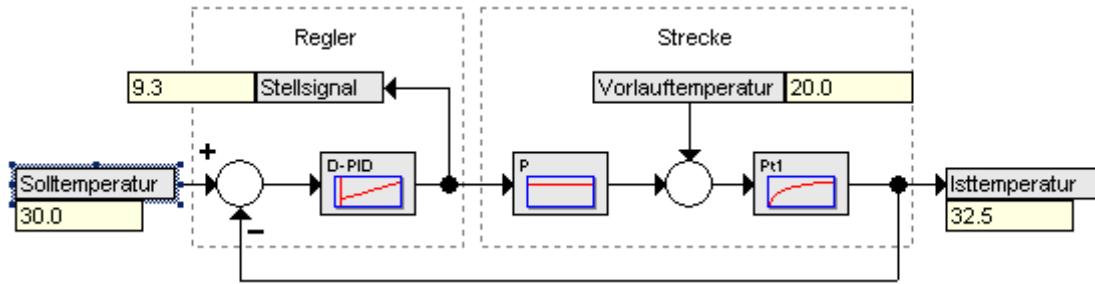 Regler
Strecke
9.3 Stellsignal
Vorlauftemperatur 20.0
+
D-PID
P
Pt1
Solltemperatur
30.0
−
Isttemperatur
32.5